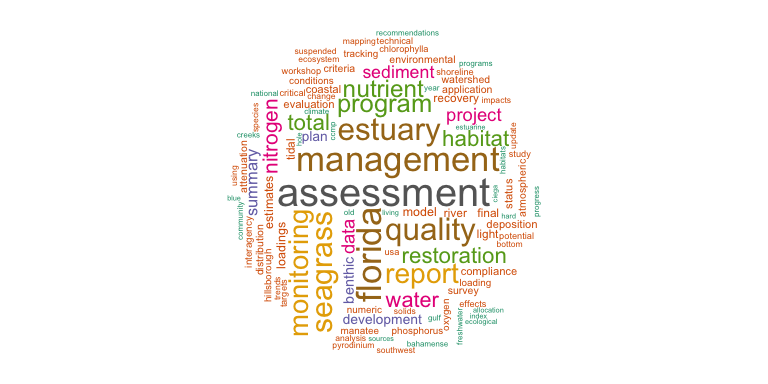 recommendations
mapping technical
suspended tracking chlorophylla
ecosystem environmental
workshop criteria sediment shoreline programs
conditions nutrient watershed
national critical coastal year application
change program recovery impacts
evaluation
climate
species nitrogen total ccmp estuary project
creeks tidal hole plan habitat estuarine update
management habitats study
attenuation summary
using estimates assessment ciega status atmospheric progress
blue
community old living model river final hard
interagency distribution loadings monitoring seagrass data florida quality deposition
light potential
usa bottom
hillsborough trends targets benthic restoration
report compliance
loading
water survey
numeric solids oxygen effects
development gulf allocation
index
manatee phosphorus freshwater ecological
analysis sources
pyrodinium bahamense
southwest